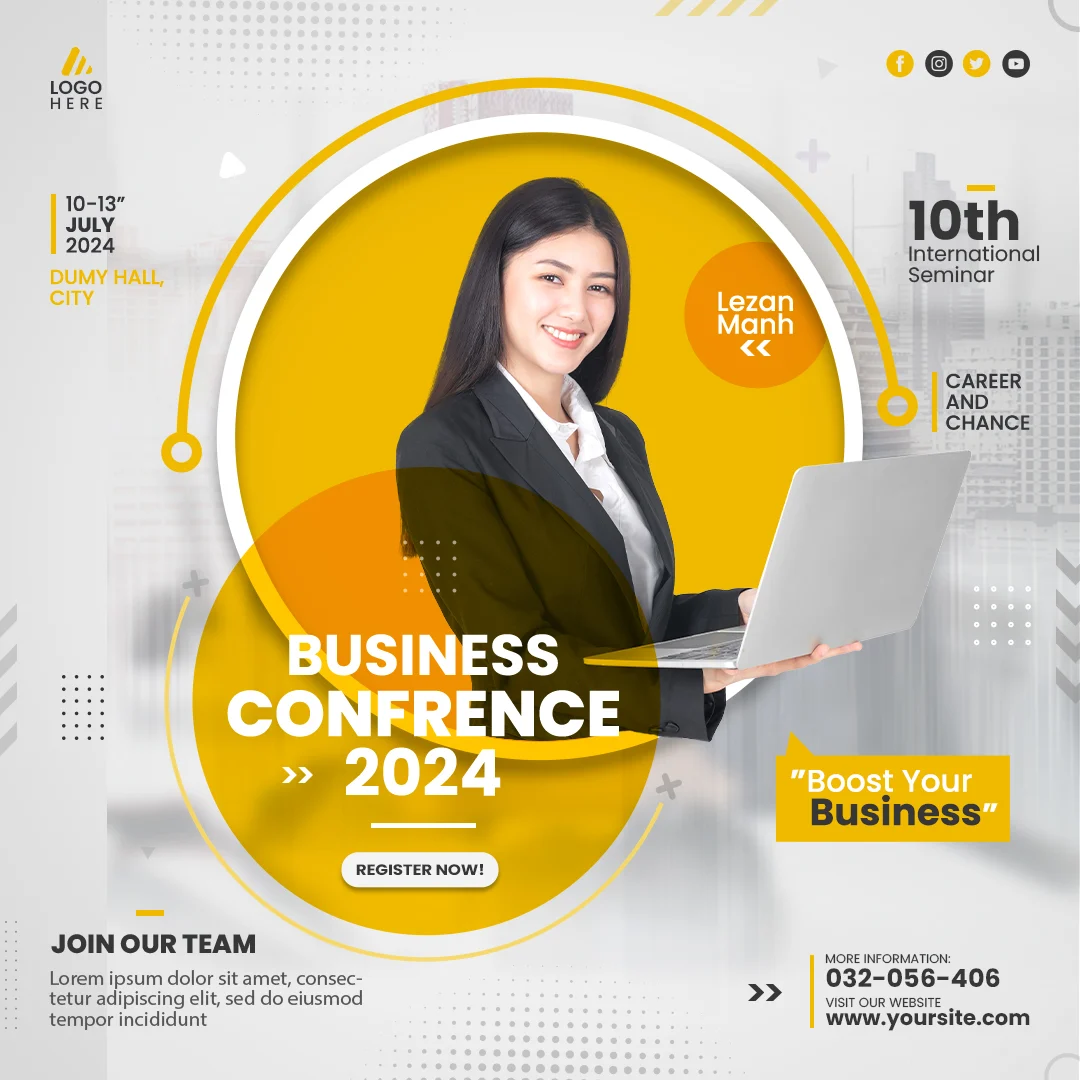 LOGO
HERE
10-13”
JULY
2024
DUMY HALL,
CITY
10th
International
Seminar
Lezan
Manh
CAREER
AND
CHANCE
BUSINESS
CONFRENCE
2024
REGISTER NOW!
”Boost Your
Business”
JOIN OUR TEAM
Lorem ipsum dolor sit amet, consec-
tetur adipiscing elit, sed do eiusmod
tempor incididunt
MORE INFORMATION:
032-056-406
VISIT OUR WEBSITE
www.yoursite.com